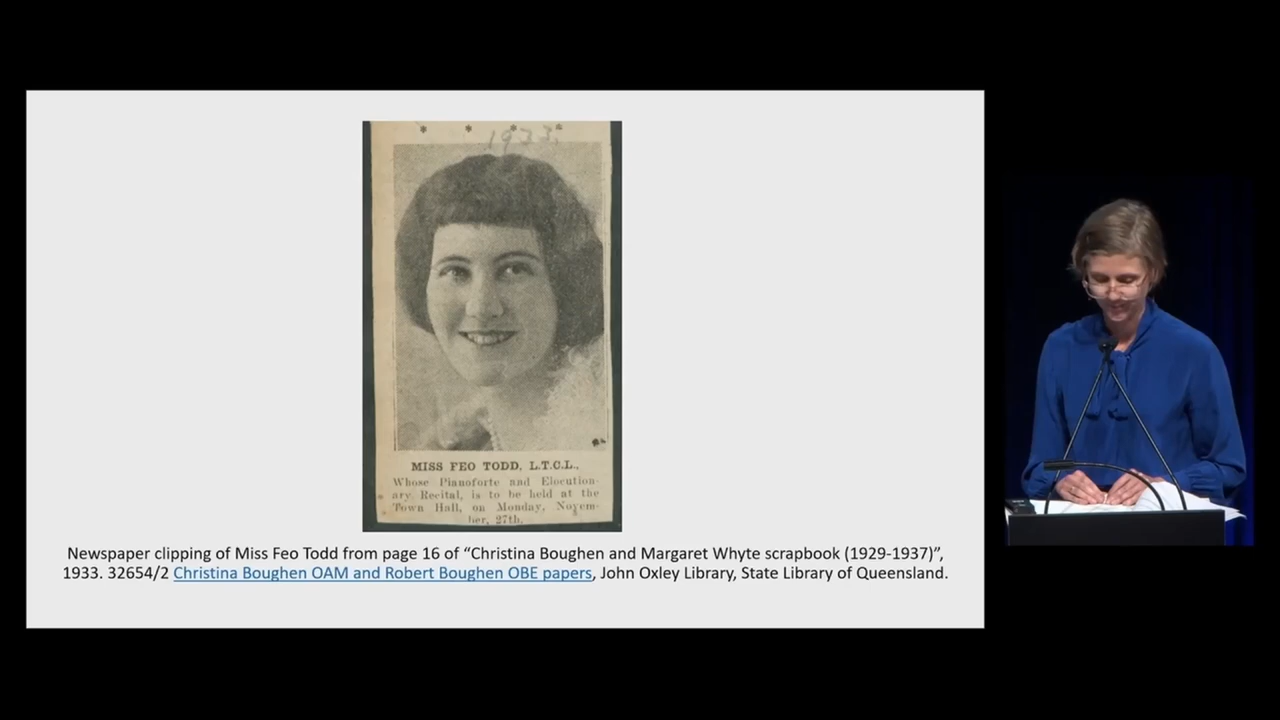 * * * *
1933.
MISS FEO TODD, L.T.C.L.,
Whose Pianoforte and Elocution-
ary Recital, is to be held at the
Town Hall, on Monday, Novem-
ber, 27th.
Newspaper clipping of Miss Feo Todd from page 16 of “Christina Boughen and Margaret Whyte scrapbook (1929-1937)”,
1933. 32654/2 Christina Boughen OAM and Robert Boughen OBE papers, John Oxley Library, State Library of Queensland.